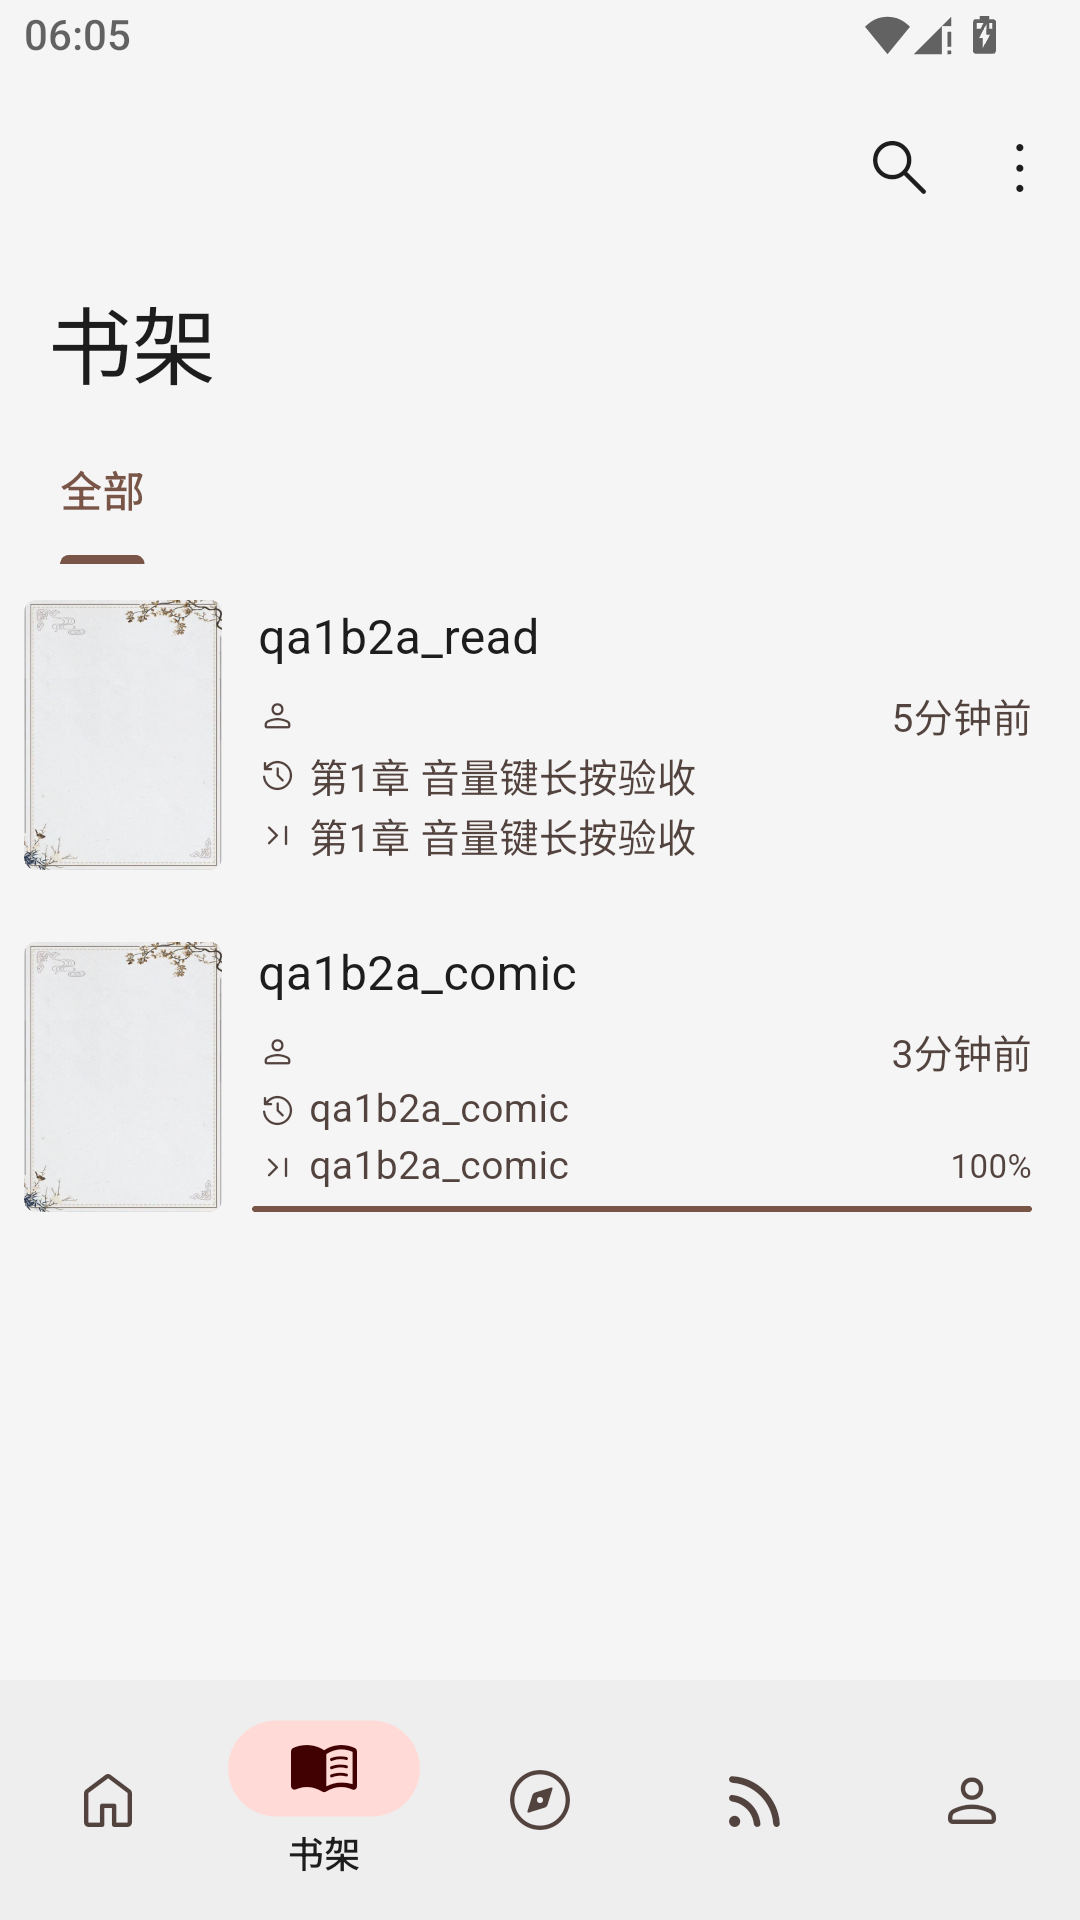 06:05
书架
全部
qa1b2a_read
5分钟前
第1章 音量键长按验收
第1章 音量键长按验收
qa1b2a_comic
3分钟前
qa1b2a_comic
qa1b2a_comic 100%
书架